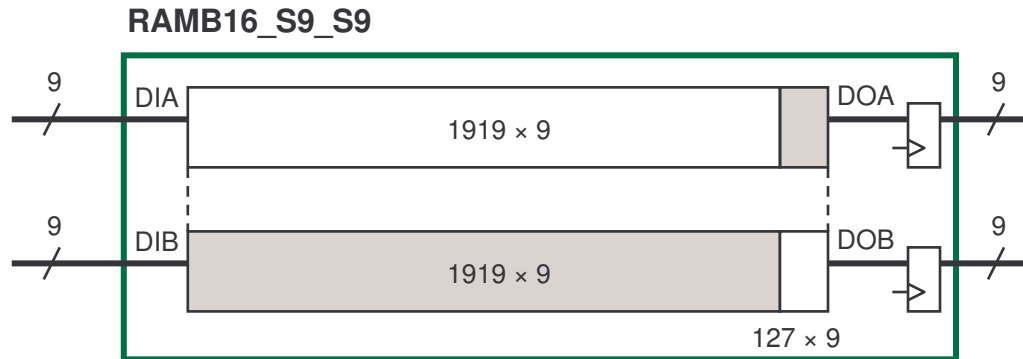 RAMB16_S9_S9
9
DIA
1919 × 9
DOA
9
9
DIB
1919 × 9
DOB
9
127 × 9